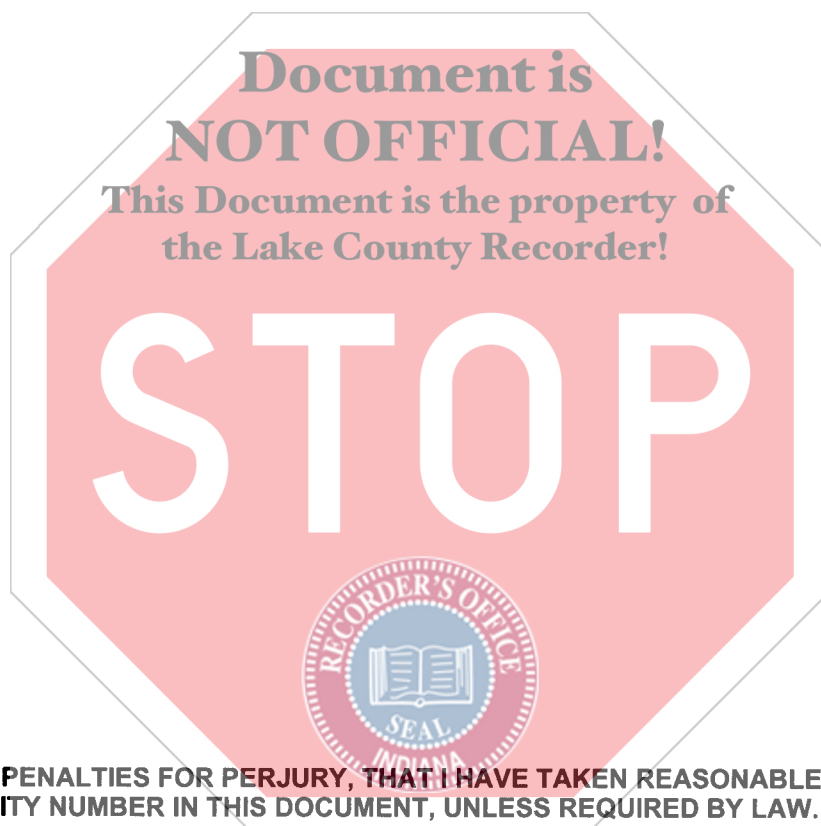 Document is
NOT OFFICIAL!
This Document is the property of
the Lake County Recorder!
STOP
RECORDER'S OFFICE
SEAL
INDIANA
PENALTIES FOR PERJURY, THAT I HAVE TAKEN REASONABLE
ITY NUMBER IN THIS DOCUMENT, UNLESS REQUIRED BY LAW.